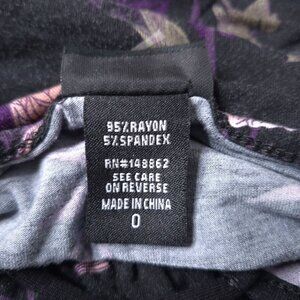 95% RAYON
5% SPANDEX
RN#148862
SEE CARE
ON REVERSE
MADE IN CHINA
0